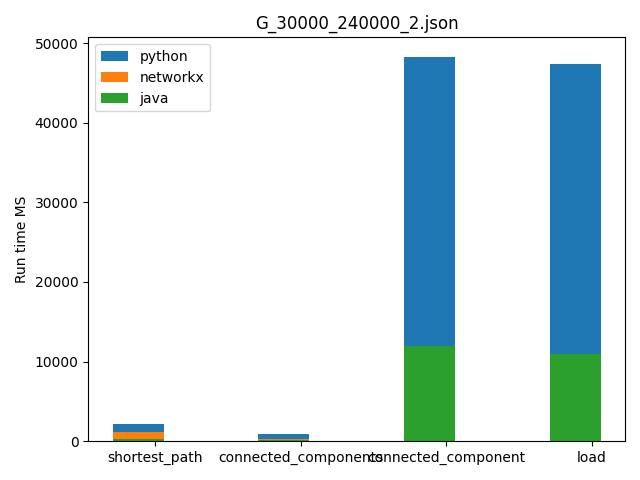 G_30000_240000_2.json
python
networkx
java
Run time MS
50000
40000
30000
20000
10000
0
shortest_path connected_components connected_component load